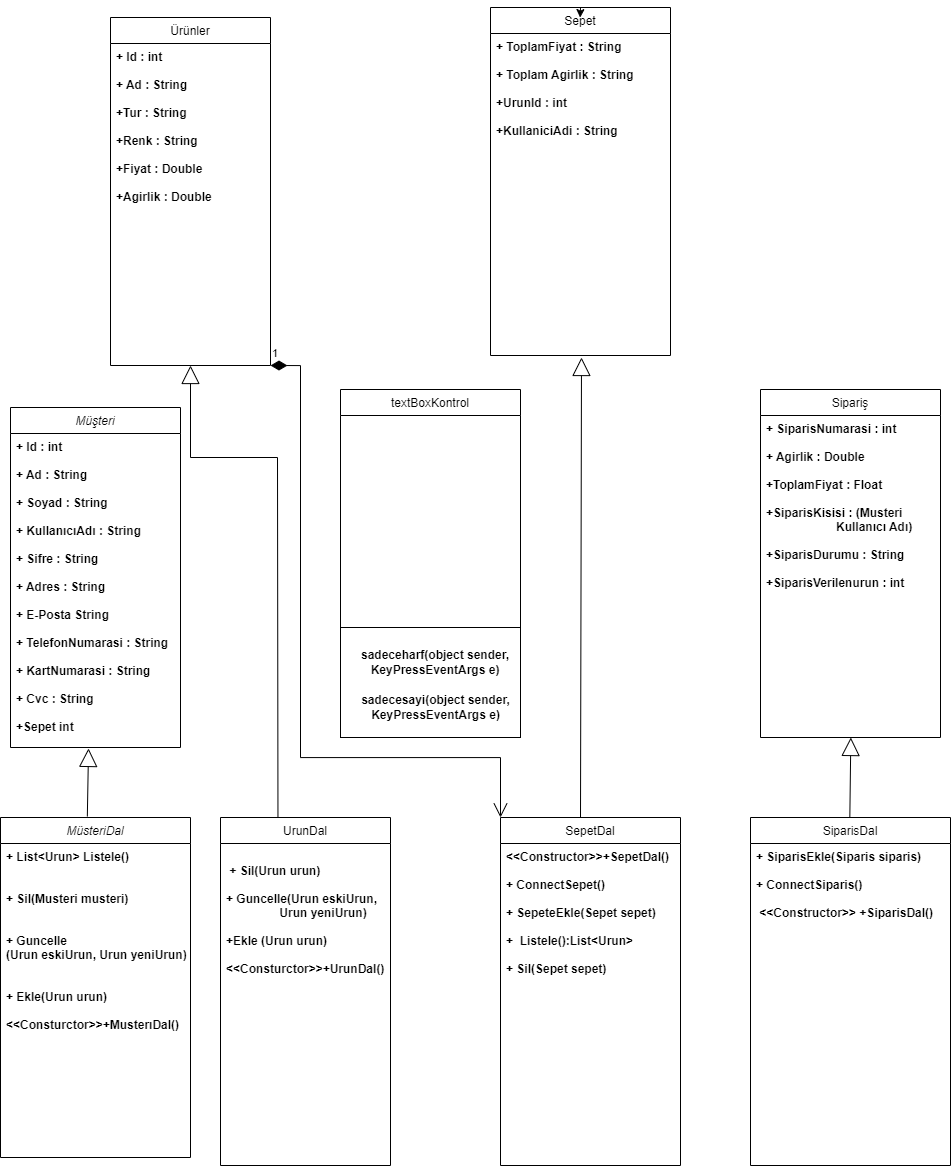 Ürünler
+ Id : int
+ Ad : String
+Tur : String
+Renk : String
+Fiyat : Double
+Agirlik : Double
1
Sepet
+ ToplamFiyat : String
+ Toplam Agirlik : String
+UrunId : int
+KullaniciAdi : String
Müşteri
+ Id : int
+ Ad : String
+ Soyad : String
+ KullanıcıAdı : String
+ Sifre : String
+ Adres : String
+ E-Posta String
+ TelefonNumarasi : String
+ KartNumarasi : String
+ Cvc : String
+Sepet int
textBoxKontrol
sadeceharf(object sender,
KeyPressEventArgs e)
sadecesayi(object sender,
KeyPressEventArgs e)
Sipariş
+ SiparisNumarasi : int
+ Agirlik : Double
+ToplamFiyat : Float
+SiparisKisisi : (Musteri
Kullanıcı Adı)
+SiparisDurumu : String
+SiparisVerilenurun : int
MüsteriDal
+ List<Urun> Listele()
+ Sil(Musteri musteri)
+ Guncelle
(Urun eskiUrun, Urun yeniUrun)
+ Ekle(Urun urun)
<<Consturctor>>+MusterıDal()
UrunDal
+ Sil(Urun urun)
+ Guncelle(Urun eskiUrun,
Urun yeniUrun)
+Ekle (Urun urun)
<<Consturctor>>+UrunDal()
SepetDal
<<Constructor>>+SepetDal()
+ ConnectSepet()
+ SepeteEkle(Sepet sepet)
+ Listele():List<Urun>
+ Sil(Sepet sepet)
SiparisDal
+ SiparisEkle(Siparis siparis)
+ ConnectSiparis()
<<Constructor>> +SiparisDal()